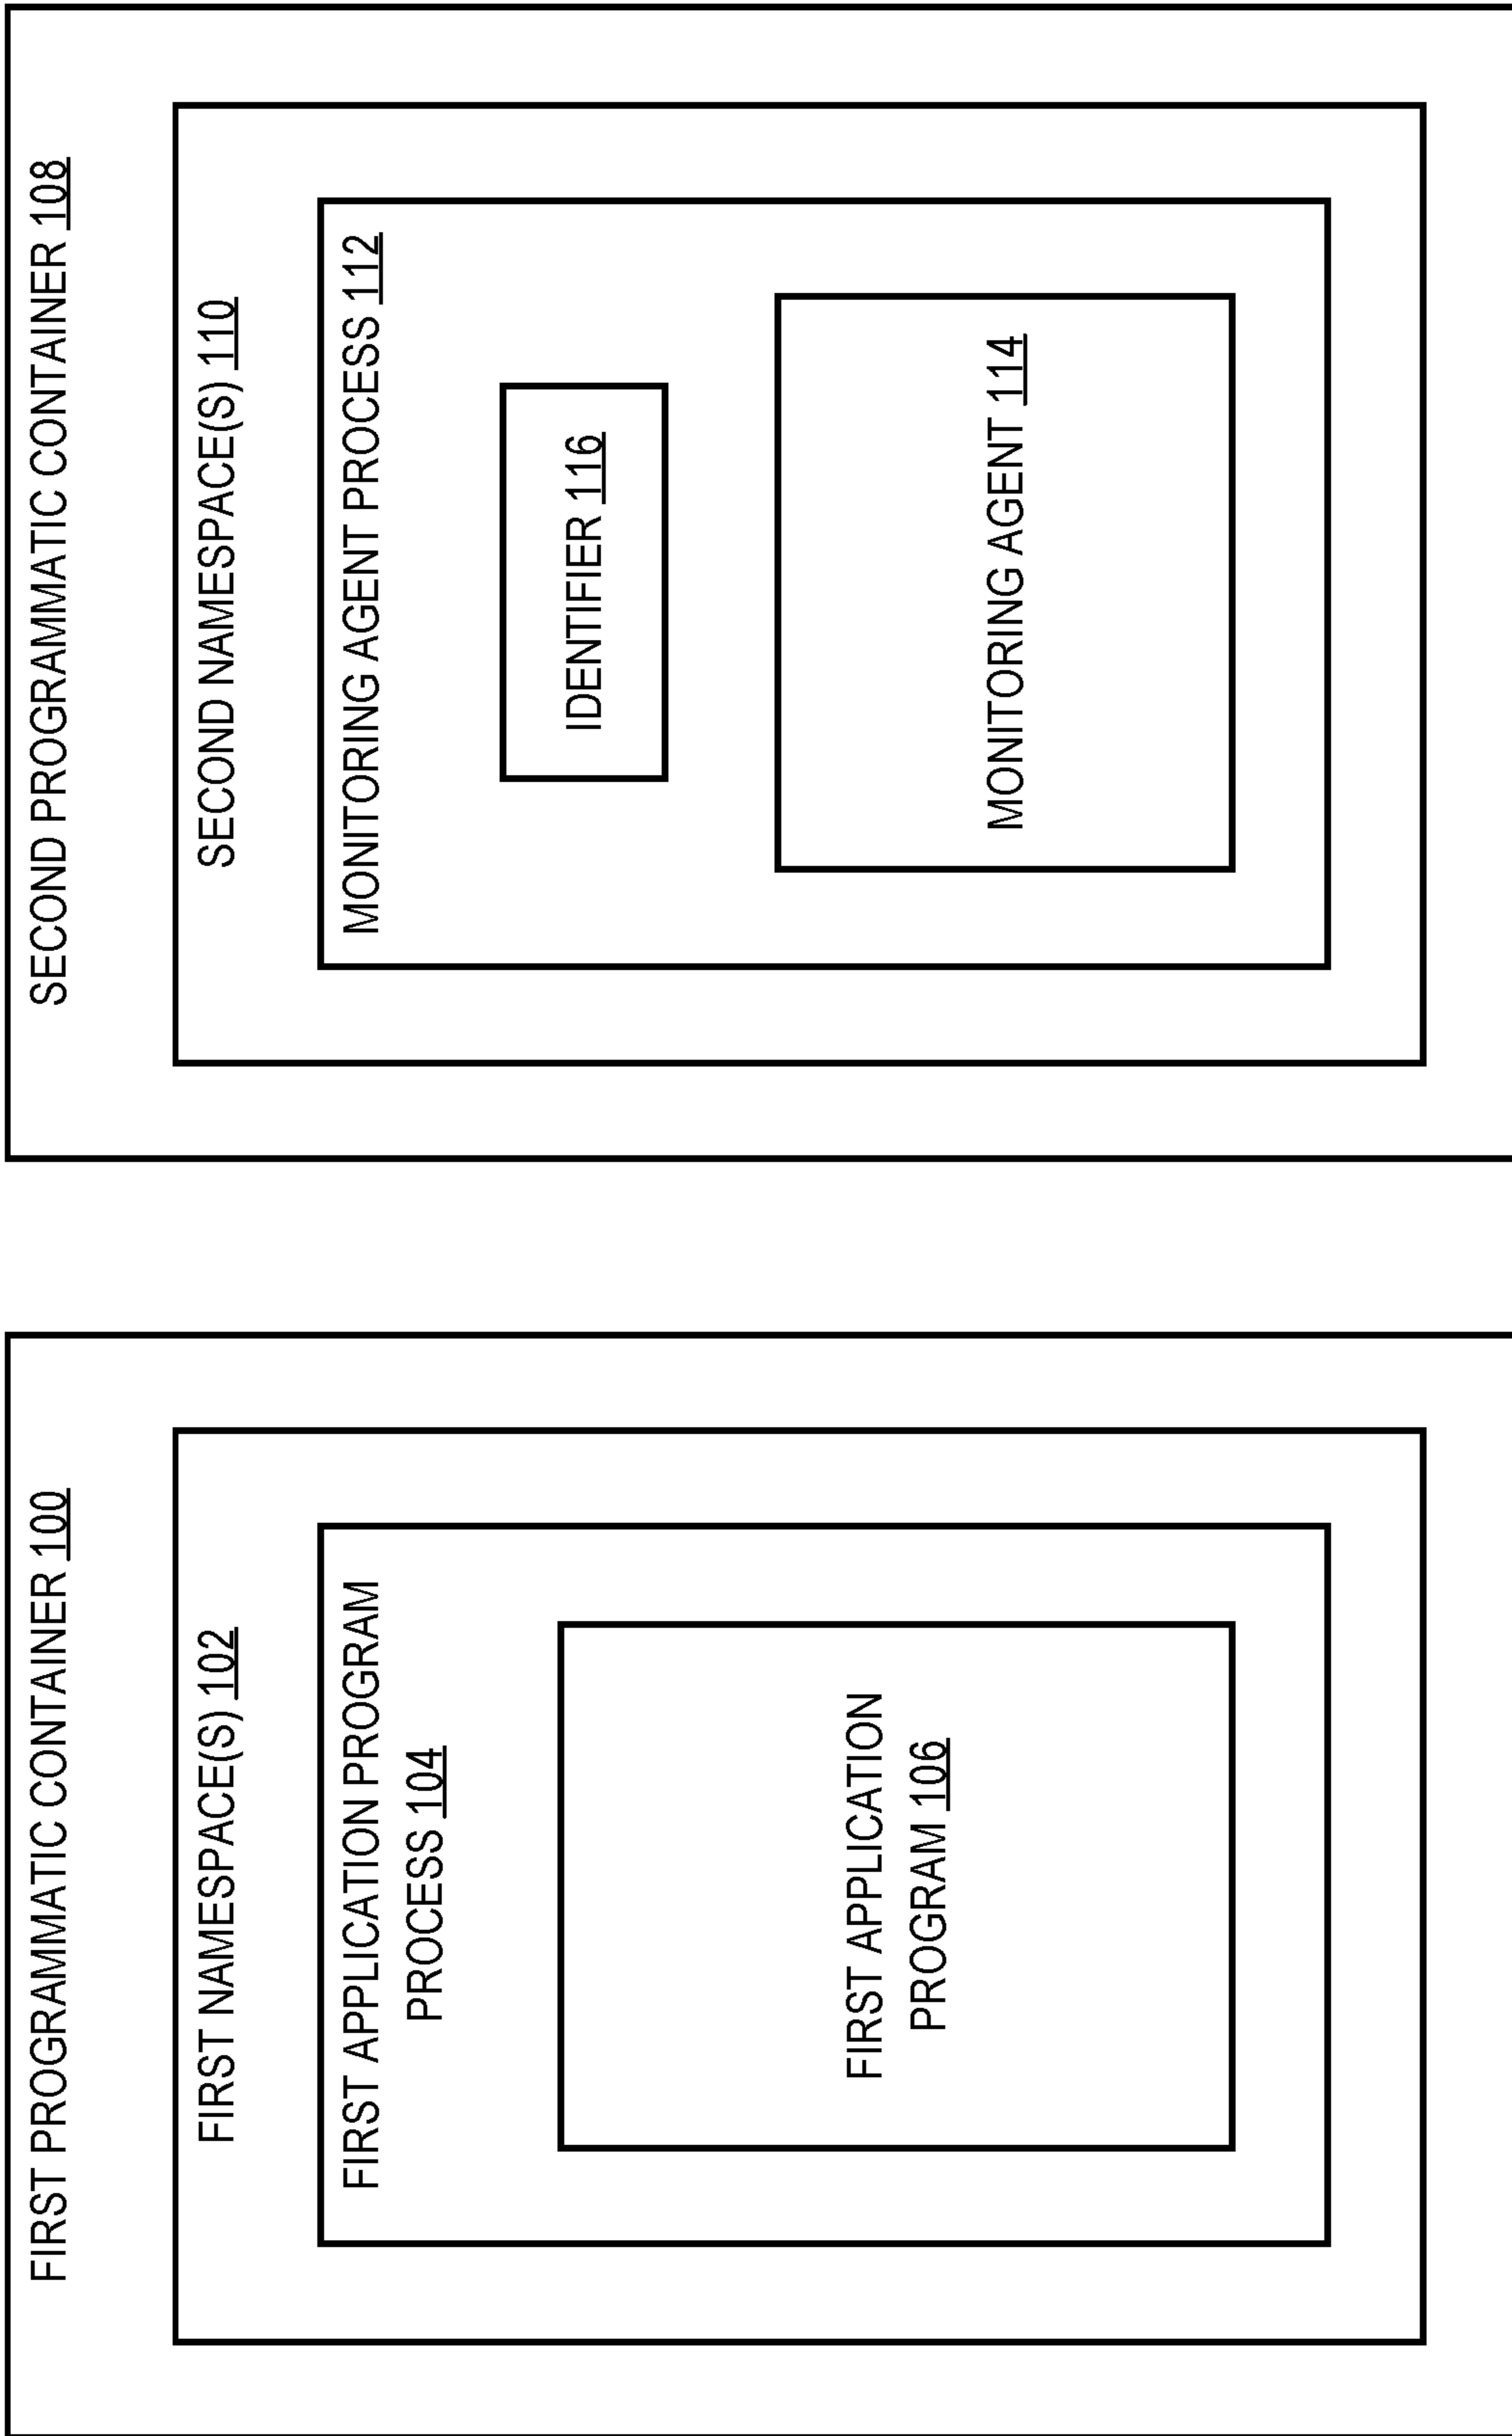 FIRST PROGRAMMATIC CONTAINER 100
FIRST NAMESPACE(S) 102
FIRST APPLICATION PROGRAM
PROCESS 104
FIRST APPLICATION
PROGRAM 106
SECOND PROGRAMMATIC CONTAINER 108
SECOND NAMESPACE(S) 110
MONITORING AGENT PROCESS 112
IDENTIFIER 116
MONITORING AGENT 114